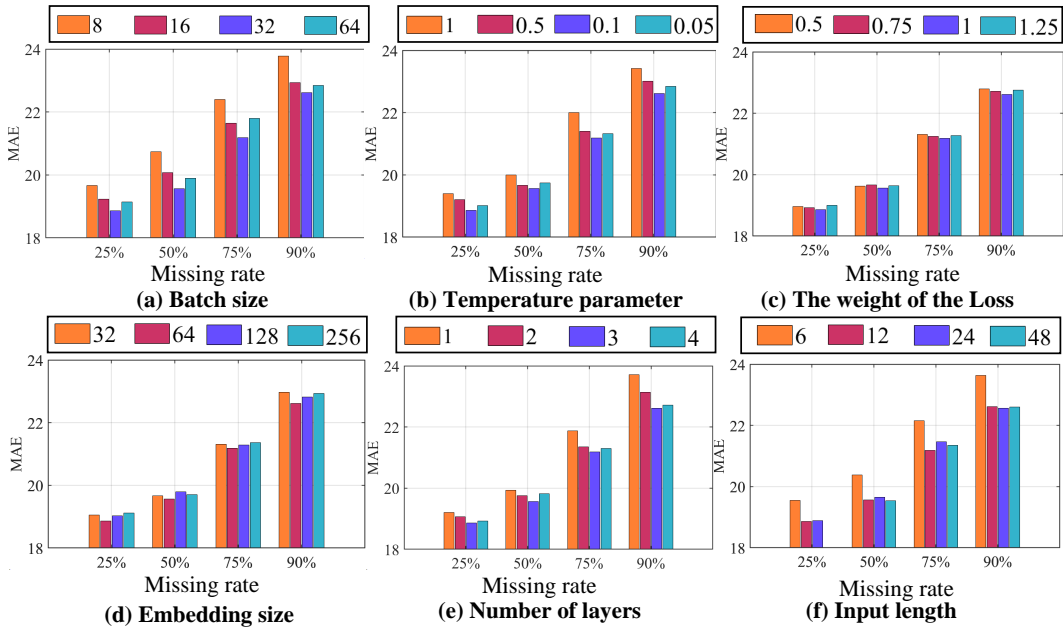 8 16 32 64
24
22
20
18
MAE
25% 50% 75% 90%
Missing rate
(a) Batch size
1 0.5 0.1 0.05
24
22
20
18
MAE
25% 50% 75% 90%
Missing rate
(b) Temperature parameter
0.5 0.75 1 1.25
24
22
20
18
MAE
25% 50% 75% 90%
Missing rate
(c) The weight of the Loss
32 64 128 256
24
22
20
18
MAE
25% 50% 75% 90%
Missing rate
(d) Embedding size
1 2 3 4
24
22
20
18
MAE
25% 50% 75% 90%
Missing rate
(e) Number of layers
6 12 24 48
24
22
20
18
MAE
25% 50% 75% 90%
Missing rate
(f) Input length